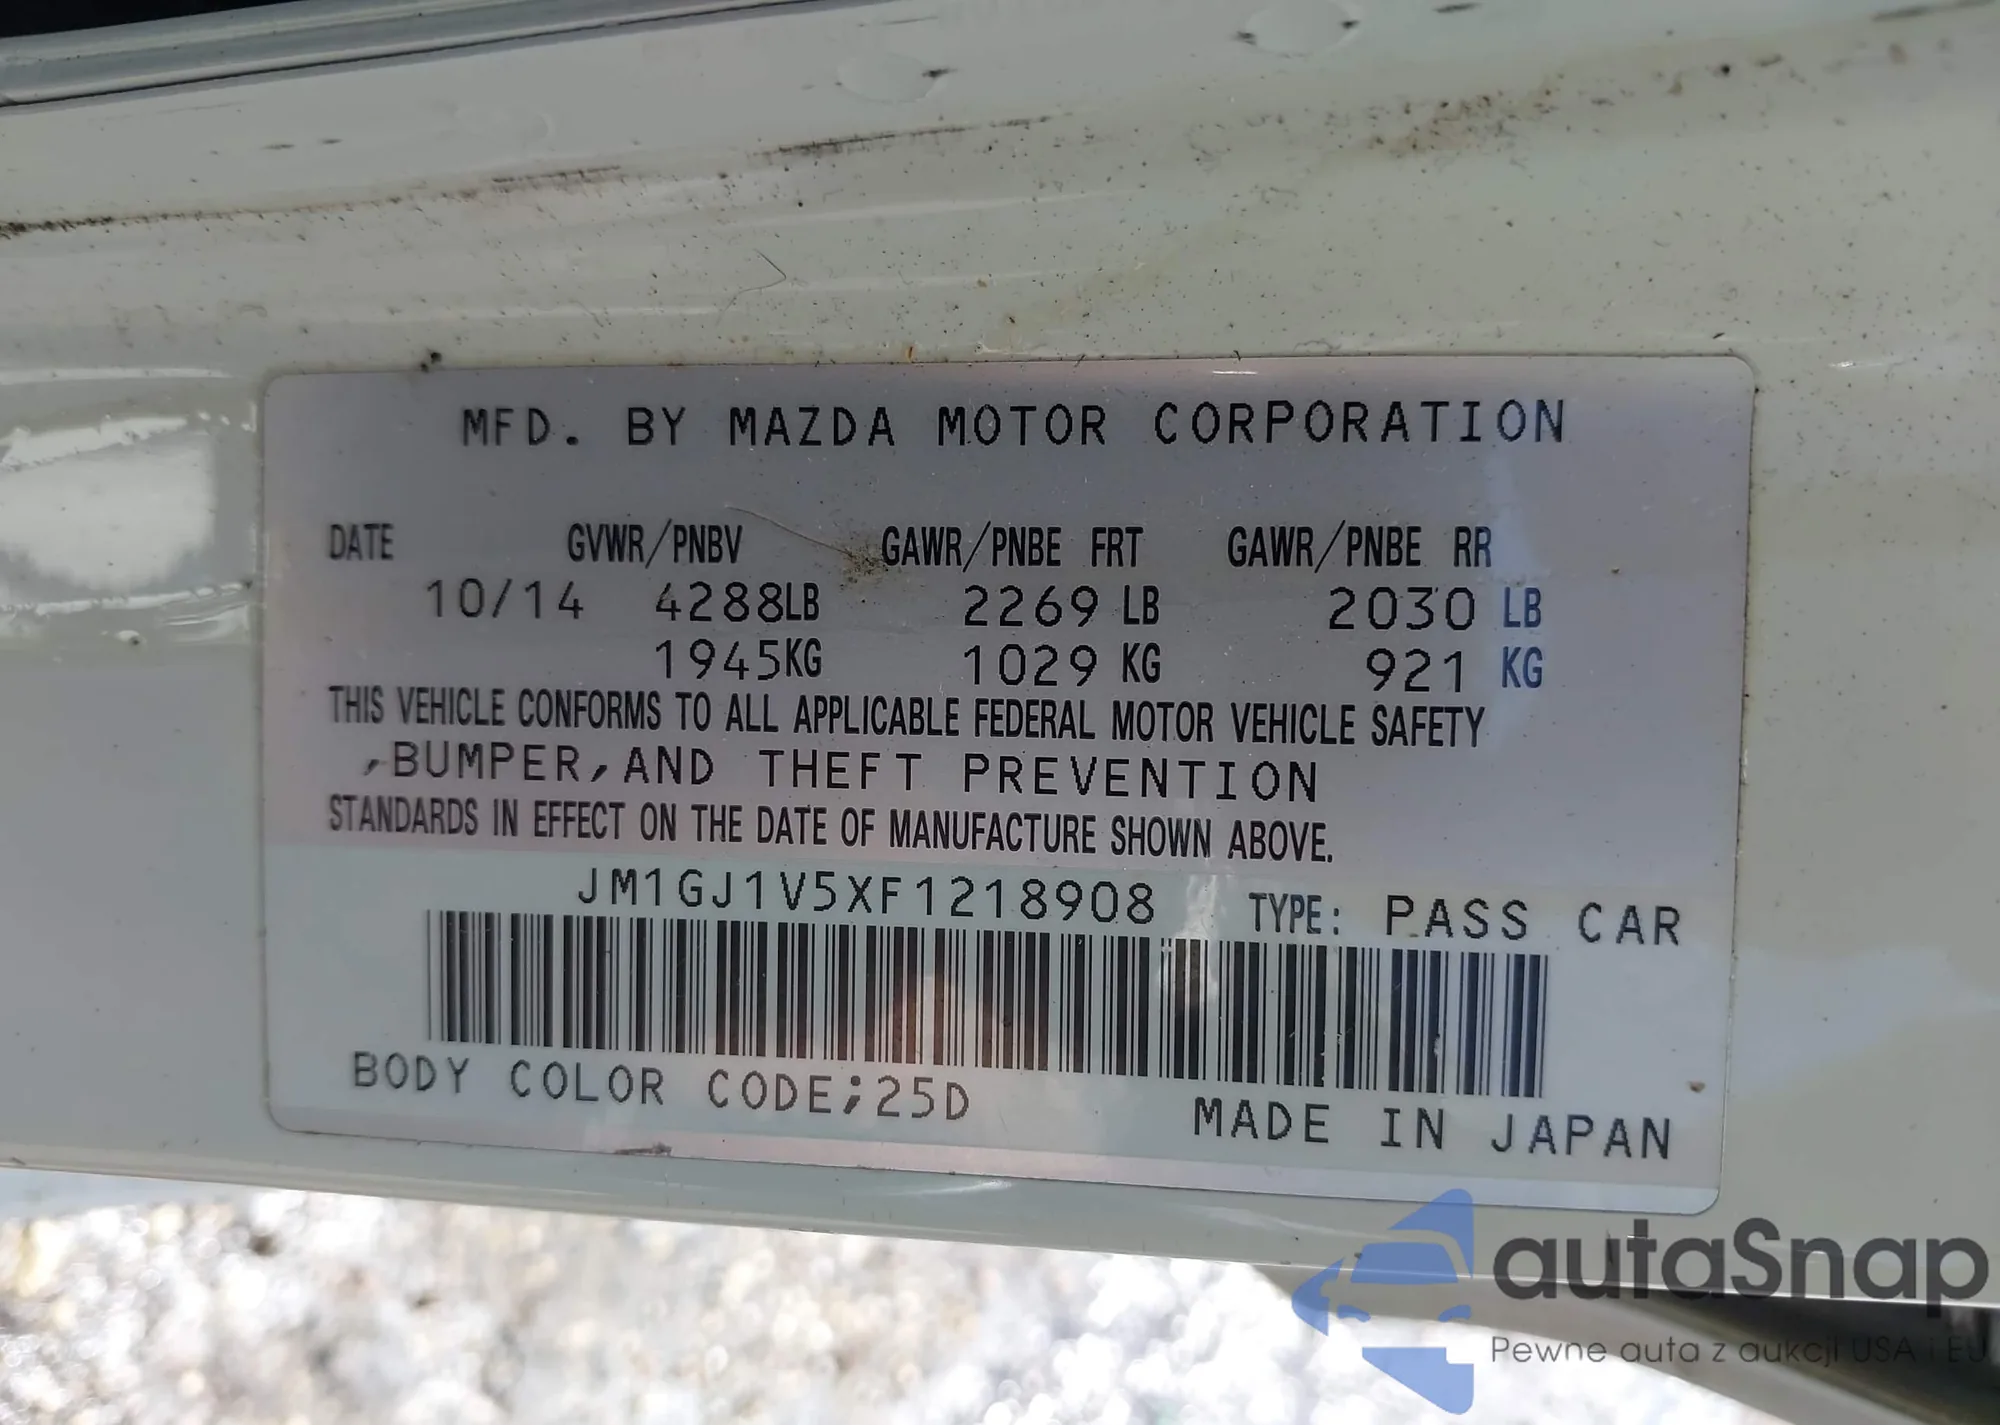 MFD. BY MAZDA MOTOR CORPORATION
DATE GVWR/PNBV GAWR/PNBE FRT GAWR/PNBE RR
10/14 4288LB 2269 LB 2030 LB
1945KG 1029 KG 921 KG
THIS VEHICLE CONFORMS TO ALL APPLICABLE FEDERAL MOTOR VEHICLE SAFETY
,BUMPER,AND THEFT PREVENTION
STANDARDS IN EFFECT ON THE DATE OF MANUFACTURE SHOWN ABOVE.
JM1GJ1V5XF1218908 TYPE: PASS CAR
BODY COLOR CODE;25D
MADE IN JAPAN
autaSnap
Pewne auta z aukcji USA i EU